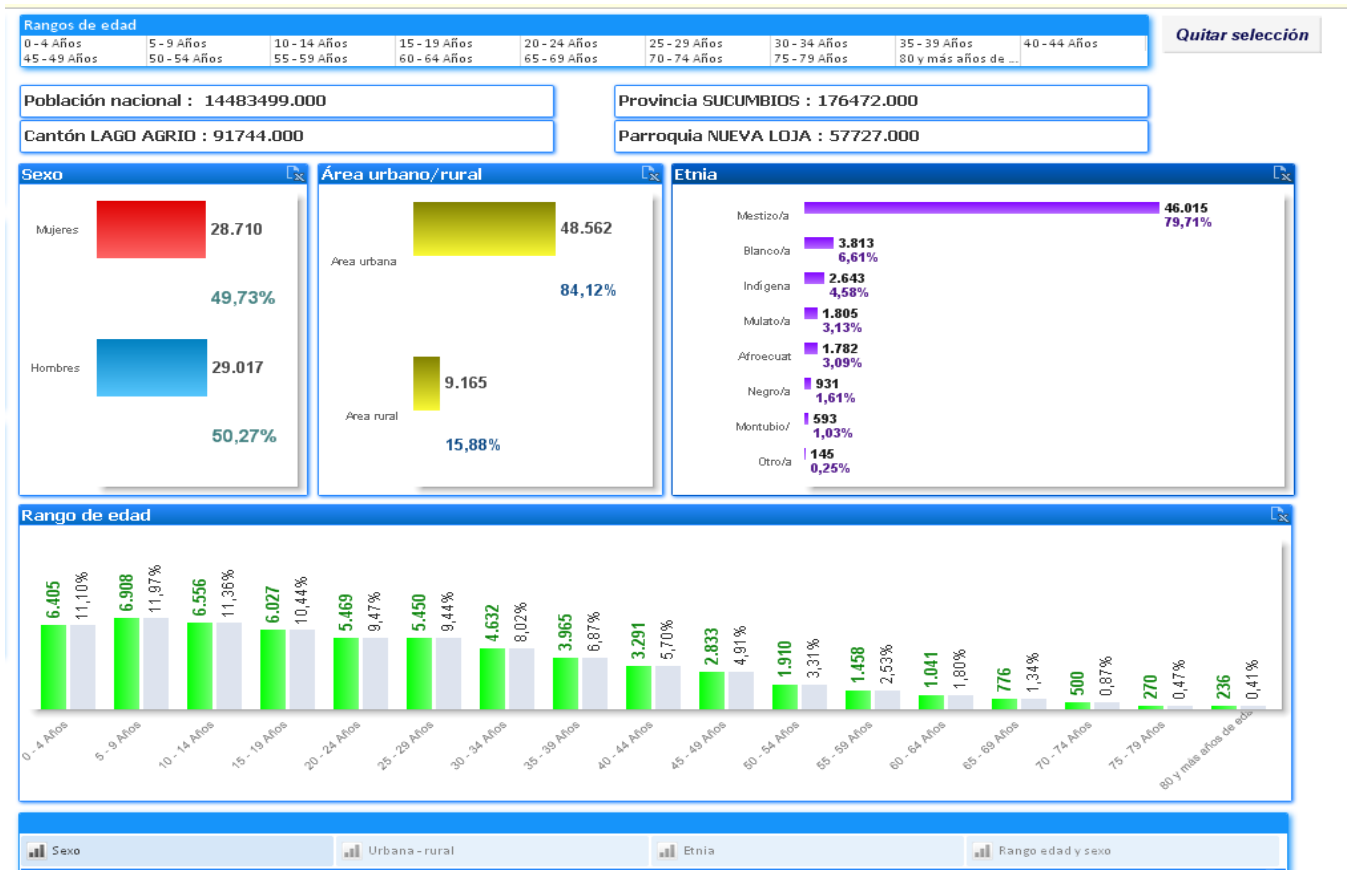 Rangos de edad
0-4 Años 5-9 Años 10-14 Años 15-19 Años 20-24 Años 25-29 Años 30-34 Años 35-39 Años 40-44 Años
45-49 Años 50-54 Años 55-59 Años 60-64 Años 65-69 Años 70-74 Años 75-79 Años 80 y más años de ...
Quitar selección
Población nacional : 14483499.000
Provincia SUCUMBIOS : 176472.000
Cantón LAGO AGRIO : 91744.000
Parroquia NUEVA LOJA : 57727.000
Sexo
Mujeres 28.710
49,73%
Hombres 29.017
50,27%
Área urbano/rural
Area urbana 48.562
84,12%
Area rural 9.165
15,88%
Etnia
Mestizo/a 46.015
79,71%
Blanco/a 3.813
6,61%
Indígena 2.643
4,58%
Mulato/a 1.805
3,13%
Afroecuat 1.782
3,09%
Negro/a 931
1,61%
Montubio/ 593
1,03%
Otro/a 145
0,25%
Rango de edad
6.405 11,10% 6.908 11,97% 6.556 11,36% 6.027 10,44% 5.469 9,47% 5.450 9,44% 4.632 8,02% 3.965 6,87% 3.291 5,70% 2.833 4,91% 1.910 3,31% 1.458 2,53% 1.041 1,80% 776 1,34% 500 0,87% 270 0,47% 236 0,41%
0 - 4 Años 5 - 9 Años 10 - 14 Años 15 - 19 Años 20 - 24 Años 25 - 29 Años 30 - 34 Años 35 - 39 Años 40 - 44 Años 45 - 49 Años 50 - 54 Años 55 - 59 Años 60 - 64 Años 65 - 69 Años 70 - 74 Años 75 - 79 Años 80 y más años de eda
Sexo Urbana-rural Etnia Rango edad y sexo